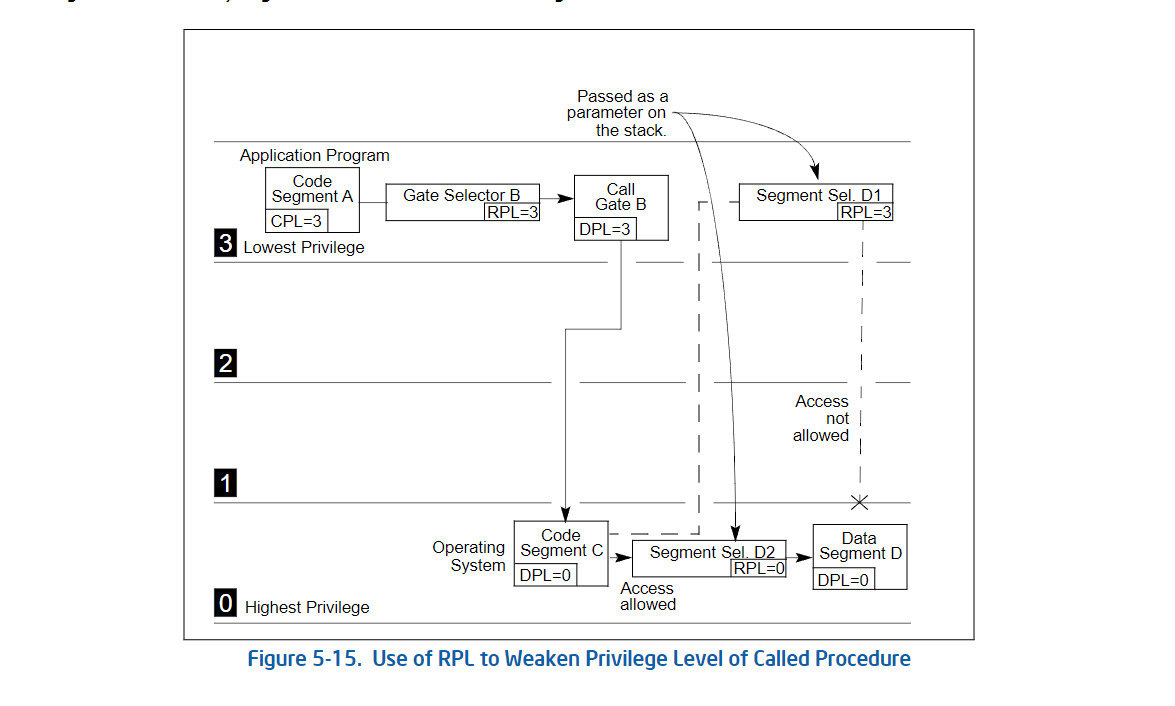 Passed as a
parameter on
the stack.
Application Program
Code
Segment A
CPL=3
Gate Selector B
RPL=3
Call
Gate B
DPL=3
Segment Sel. D1
RPL=3
3 Lowest Privilege
2
Access
not
allowed
1
Operating
System
Code
Segment C
DPL=0
Segment Sel. D2
RPL=0
Access
allowed
Data
Segment D
DPL=0
0 Highest Privilege
Figure 5-15. Use of RPL to Weaken Privilege Level of Called Procedure